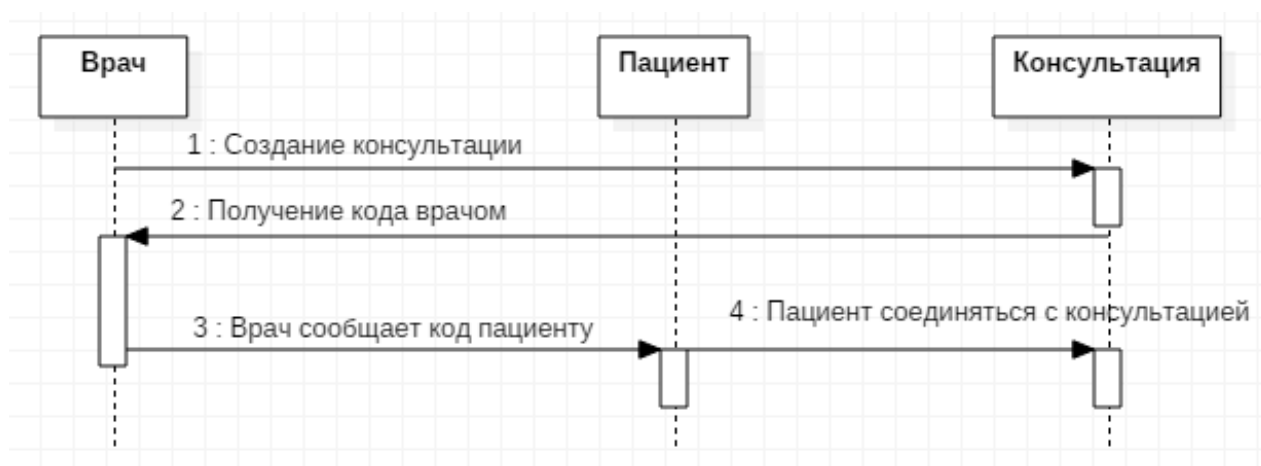 Врач
Пациент
Консультация
1 : Создание консультации
2 : Получение кода врачом
3 : Врач сообщает код пациенту
4 : Пациент соединяться с консультацией